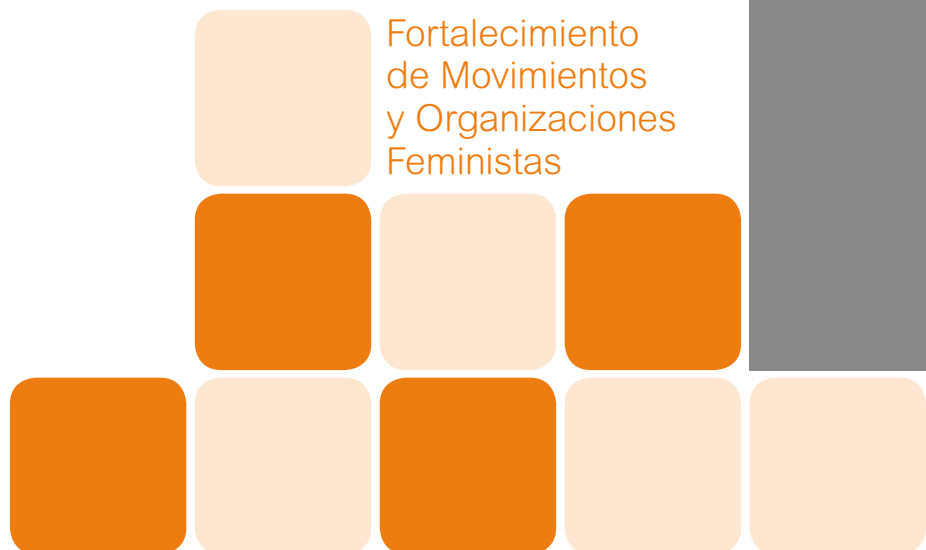 Fortalecimiento
de Movimientos
y Organizaciones
Feministas